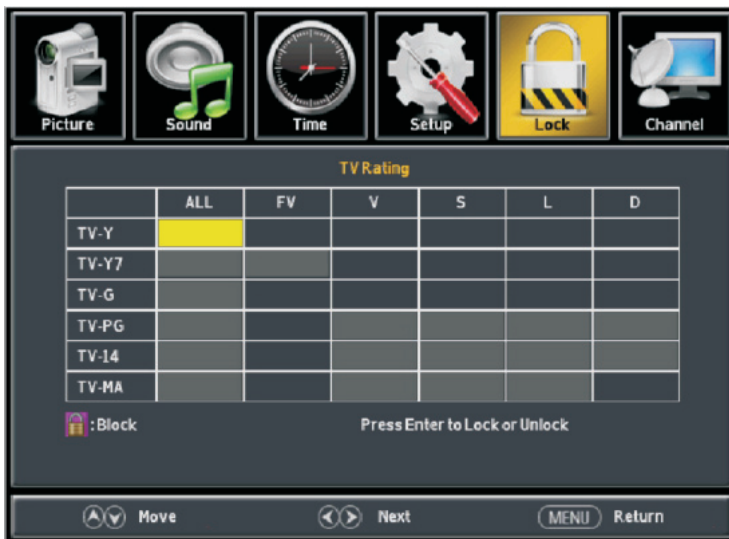 Picture Sound Time Setup Lock Channel
TV Rating
ALL FV V S L D
TV-Y
TV-Y7
TV-G
TV-PG
TV-14
TV-MA
:Block Press Enter to Lock or Unlock
Move Next MENU Return